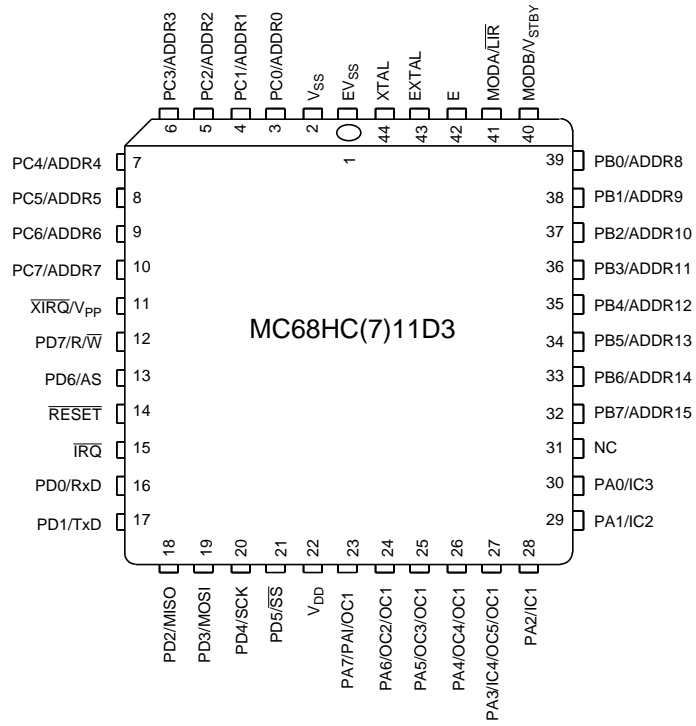 PC3/ADDR3
PC2/ADDR2
PC1/ADDR1
PC0/ADDR0
VSS
EVSS
XTAL
EXTAL
E
MODA/LIR
MODB/VSTBY
6
5
4
3
2
1
44
43
42
41
40
PC4/ADDR4 7
PC5/ADDR5 8
PC6/ADDR6 9
PC7/ADDR7 10
XIRQ/VPP 11
PD7/R/W 12
PD6/AS 13
RESET 14
IRQ 15
PD0/RxD 16
PD1/TxD 17
MC68HC(7)11D3
39 PB0/ADDR8
38 PB1/ADDR9
37 PB2/ADDR10
36 PB3/ADDR11
35 PB4/ADDR12
34 PB5/ADDR13
33 PB6/ADDR14
32 PB7/ADDR15
31 NC
30 PA0/IC3
29 PA1/IC2
18
19
20
21
22
23
24
25
26
27
28
PD2/MISO
PD3/MOSI
PD4/SCK
PD5/SS
VDD
PA7/PAI/OC1
PA6/OC2/OC1
PA5/OC3/OC1
PA4/OC4/OC1
PA3/IC4/OC5/OC1
PA2/IC1